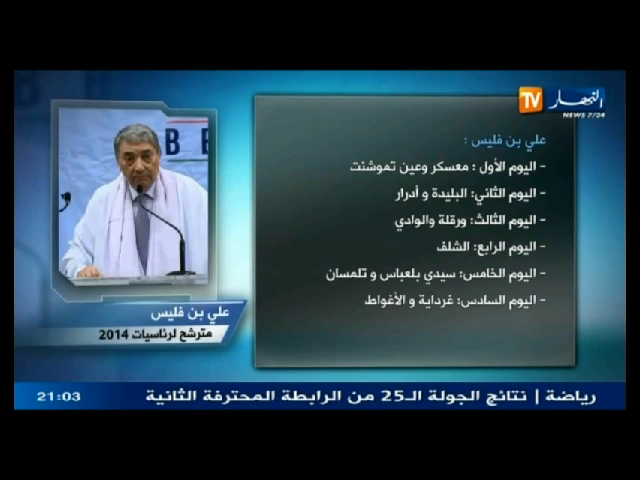 النهار TV
NEWS 7/24
علي بن فليس :
- اليوم الأول : معسكر وعين تموشنت
- اليوم الثاني: البليدة و أدرار
- اليوم الثالث: ورقلة والوادي
- اليوم الرابع: الشلف
- اليوم الخامس: سيدي بلعباس و تلمسان
- اليوم السادس: غرداية و الأغواط
B E
علي بن فليس
مترشح لرئاسيات 2014
رياضة | نتائج الجولة الـ25 من الرابطة المحترفة الثانية
21:03